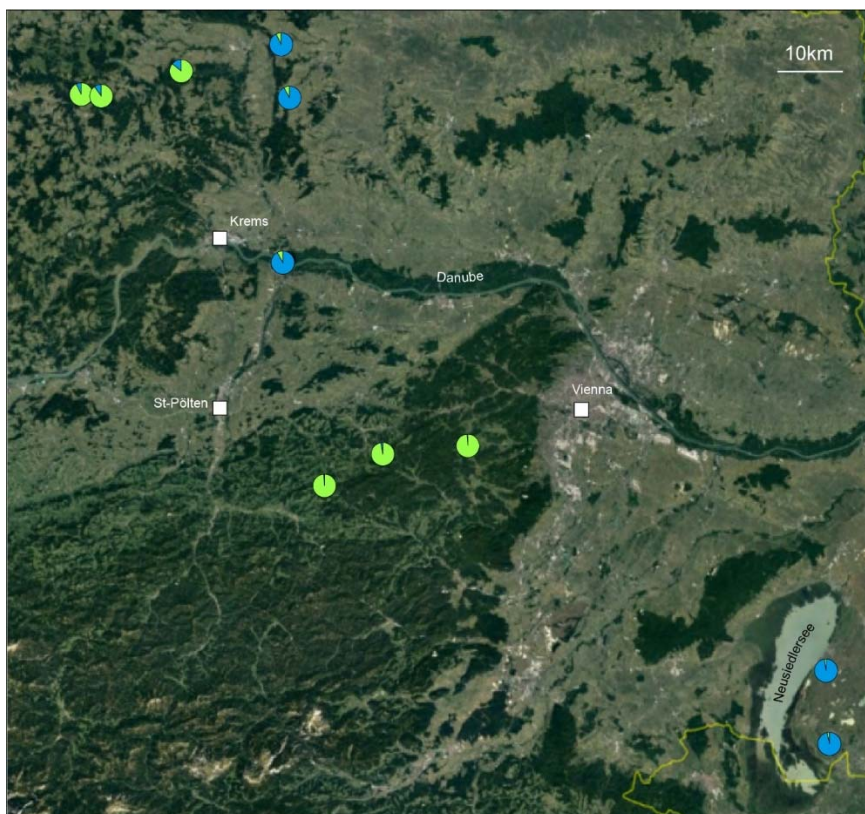 10km
Krems
Danube
St-Pölten
Vienna
Neusiedlersee